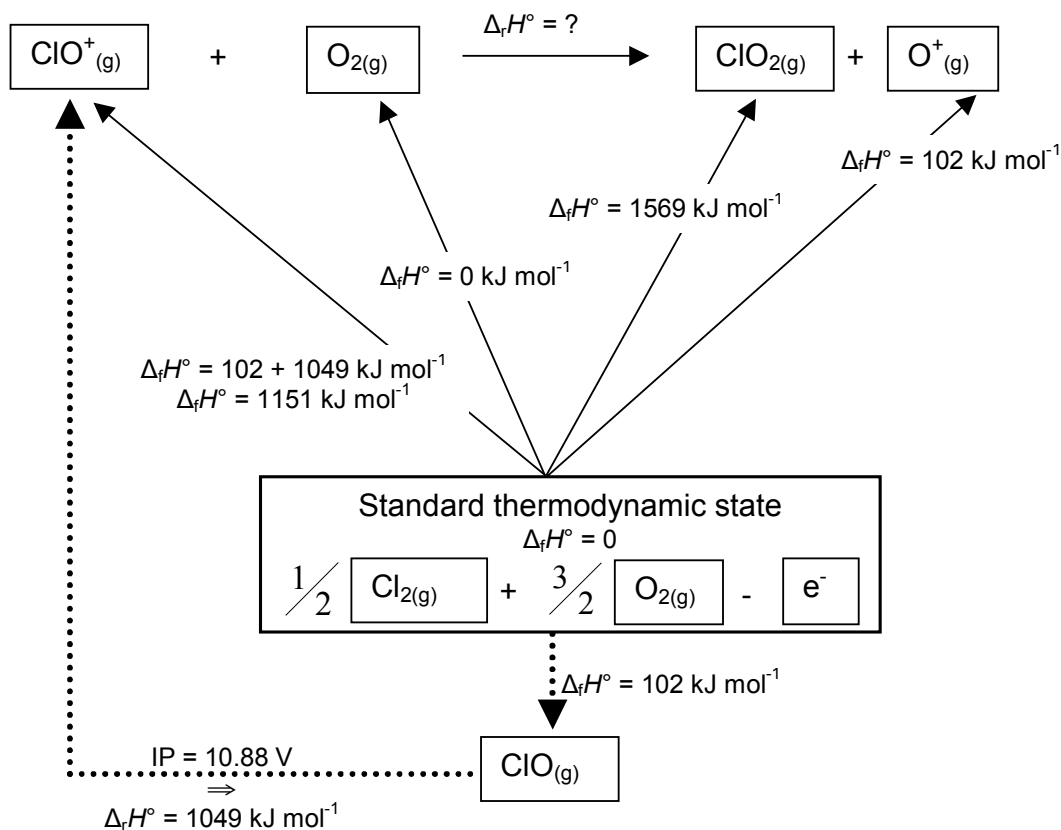 ΔrH° = ?
ClO⁺(g) + O2(g) ClO2(g) + O⁺(g)
ΔfH° = 102 kJ mol⁻¹
ΔfH° = 1569 kJ mol⁻¹
ΔfH° = 0 kJ mol⁻¹
ΔfH° = 102 + 1049 kJ mol⁻¹
ΔfH° = 1151 kJ mol⁻¹
Standard thermodynamic state
ΔfH° = 0
1/2 Cl2(g) + 3/2 O2(g) - e⁻
ΔfH° = 102 kJ mol⁻¹
IP = 10.88 V
ClO(g)
⇒
ΔrH° = 1049 kJ mol⁻¹